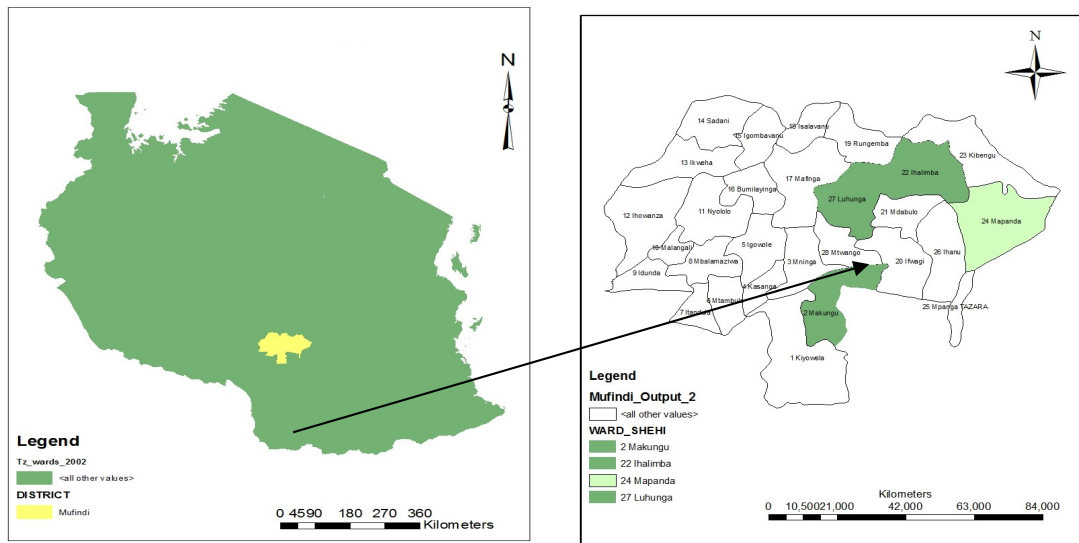 N
Legend
Tz_wards_2002
<all other values>
DISTRICT
Mufindi
0 4590 180 270 360
Kilometers
N
14 Sadani
15 Igombavanu
18 Isalavanu
19 Rungemba
23 Kibengu
13 Ikweha
17 Mafinga
22 Ihalimba
16 Bumilayinga
27 Luhunga
12 Ihowanza
11 Nyololo
21 Mdabulo
24 Mapanda
10 Malangali
5 Igowole
28 Mtwango
26 Ihanu
8 Mbalamaziwa
3 Mninga
20 Ifwagi
9 Idunda
4 Kasanga
6 Mtambula
25 Mpanga TAZARA
7 Itandula
2 Makungu
1 Kiyowela
Legend
Mufindi_Output_2
<all other values>
WARD_SHEHI
2 Makungu
22 Ihalimba
24 Mapanda
27 Luhunga
Kilometers
0 10,50021,000 42,000 63,000 84,000